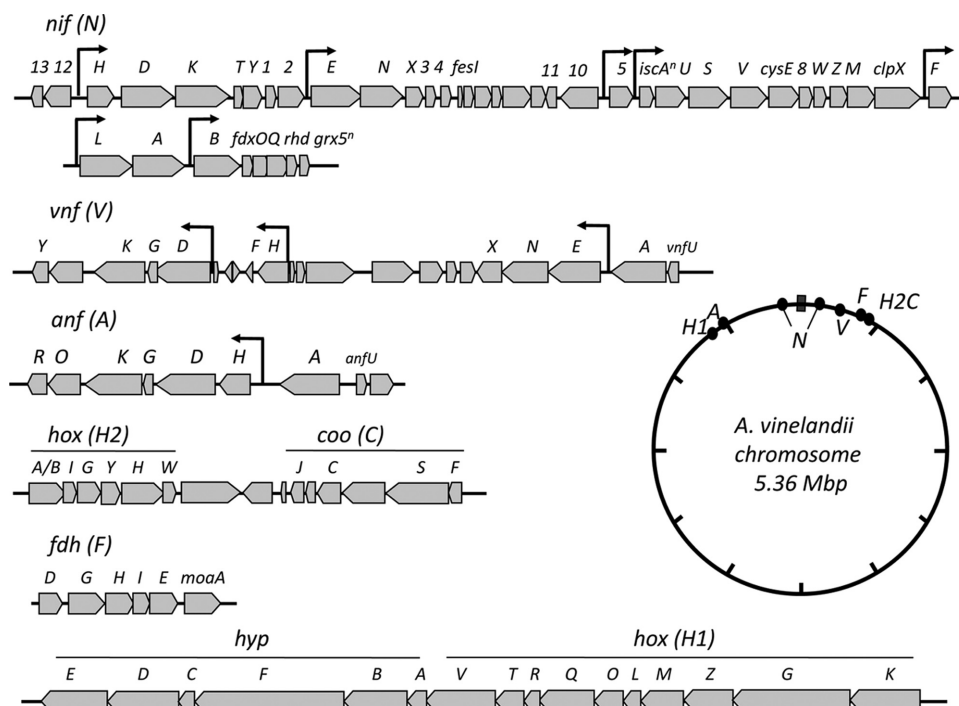 nif (N)
13 12 H D K T Y 1 2 E N X 3 4 fesI 11 10 5 iscAⁿ U S V cysE 8 W Z M clpX F
L A B fdxOQ rhd grx5ⁿ
vnf (V)
Y K G D F H X N E A vnfU
anf (A)
R O K G D H A anfU
hox (H2) coo (C)
A/B I G Y H W J C S F
fdh (F)
D G H I E moaA
hyp hox (H1)
E D C F B A V T R Q O L M Z G K
H1 A N V F H2C
A. vinelandii
chromosome
5.36 Mbp